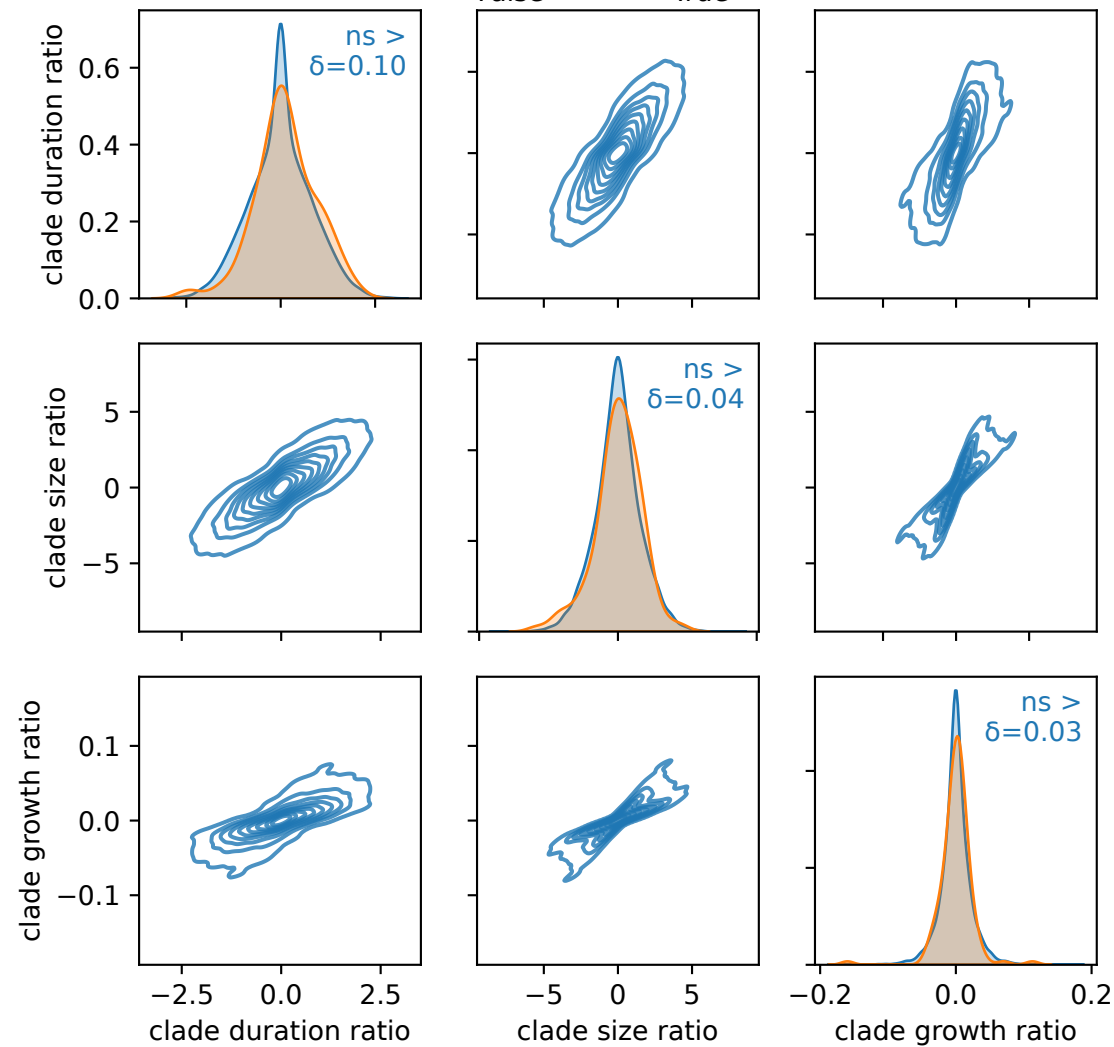 clade duration ratio
0.6
0.4
0.2
0.0
ns >
δ=0.10
clade size ratio
5
0
−5
ns >
δ=0.04
clade growth ratio
0.1
0.0
−0.1
ns >
δ=0.03
−2.5 0.0 2.5
−5 0 5
−0.2 0.0 0.2
clade duration ratio
clade size ratio
clade growth ratio